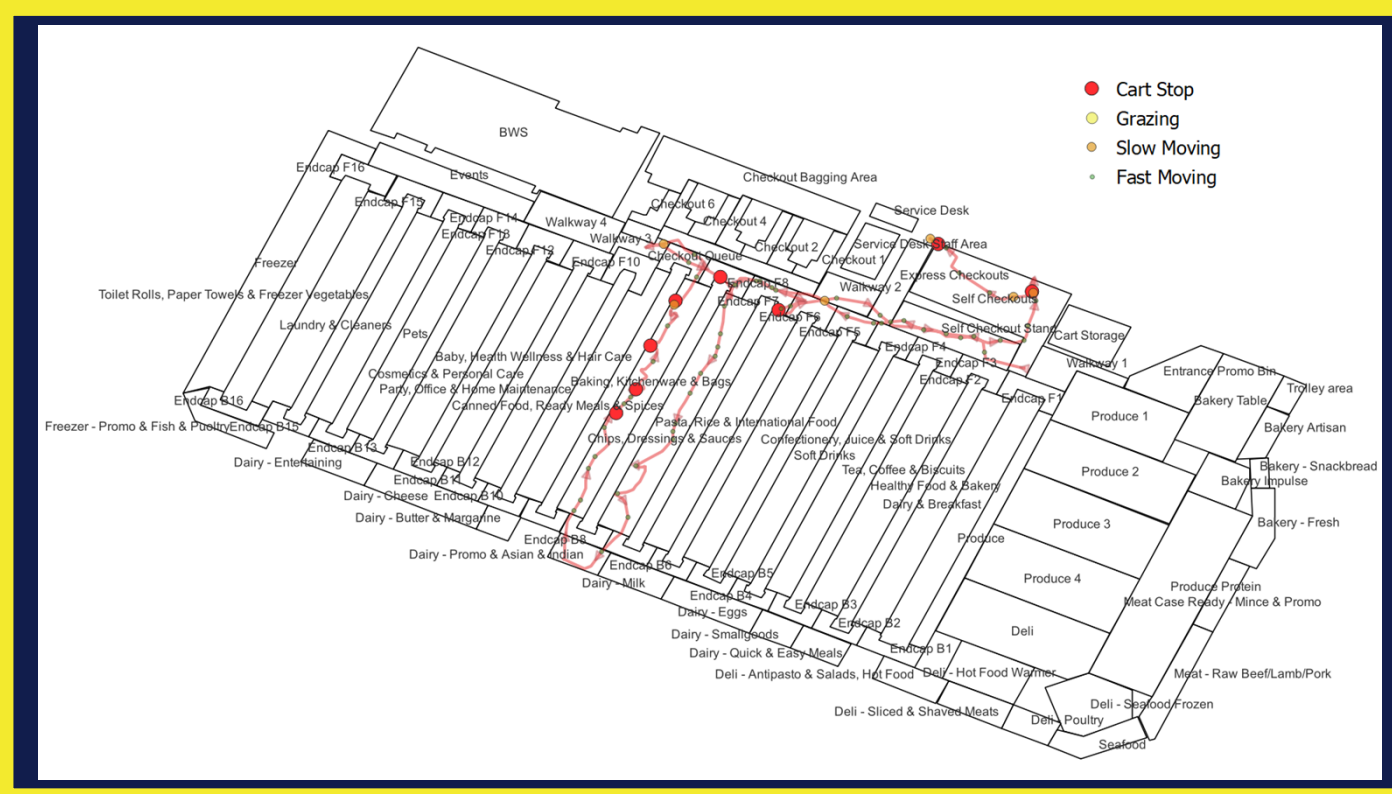 Cart Stop
Grazing
Slow Moving
Fast Moving
BWS
Endcap F16
Events
Checkout Bagging Area
Endcap F15
Checkout 6
Service Desk
Endcap F14
Walkway 4
Checkout 4
Endcap F13
Walkway 3
Endcap F12
Checkout 2
Service Desk Staff Area
Checkout Queue
Checkout 1
Freezer
Endcap F10
Express Checkouts
Endcap F8
Walkway 2
Toilet Rolls, Paper Towels & Freezer Vegetables
Endcap F7
Self Checkouts
Endcap F6
Laundry & Cleaners
Endcap F5
Self Checkout Stand
Pets
Cart Storage
Endcap F4
Baby, Health Wellness & Hair Care
Endcap F3
Walkway 1
Cosmetics & Personal Care
Baking, Kitchenware & Bags
Endcap F2
Entrance Promo Bin
Party, Office & Home Maintenance
Trolley area
Endcap B16
Canned Food, Ready Meals & Spices
Endcap F1
Bakery Table
Produce 1
Freezer - Promo & Fish & Poultry
Endcap B15
Pasta, Rice & International Food
Bakery Artisan
Chips, Dressings & Sauces
Confectionery, Juice & Soft Drinks
Endcap B13
Soft Drinks
Dairy - Entertaining
Endcap B12
Tea, Coffee & Biscuits
Produce 2
Bakery - Snackbread
Endcap B11
Healthy Food & Bakery
Bakery Impulse
Dairy - Cheese
Endcap B10
Dairy & Breakfast
Dairy - Butter & Margarine
Produce 3
Bakery - Fresh
Endcap B8
Produce
Dairy - Promo & Asian & Indian
Endcap B6
Endcap B5
Produce 4
Dairy - Milk
Produce Protein
Endcap B4
Endcap B3
Meat Case Ready - Mince & Promo
Dairy - Eggs
Endcap B2
Dairy - Smallgoods
Deli
Dairy - Quick & Easy Meals
Endcap B1
Deli - Antipasto & Salads, Hot Food
Deli - Hot Food Warmer
Meat - Raw Beef/Lamb/Pork
Deli - Sliced & Shaved Meats
Deli - Seafood Frozen
Deli - Poultry
Seafood